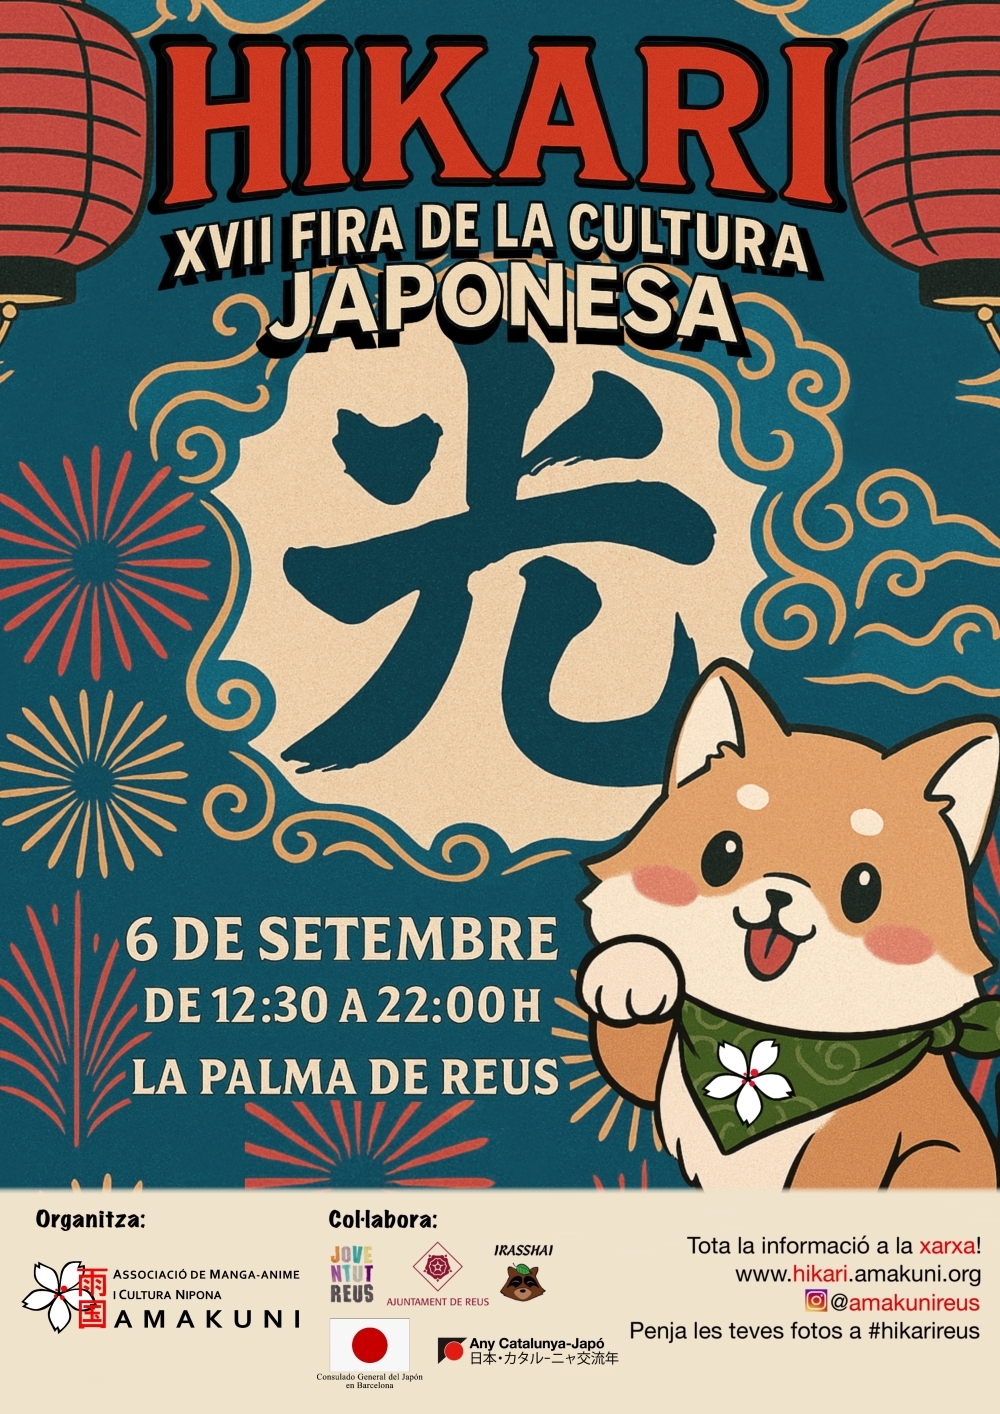 HIKARI
XVII FIRA DE LA CULTURA
JAPONESA
光
6 DE SETEMBRE
DE 12:30 A 22:00H
LA PALMA DE REUS
Organitza:
雨国
ASSOCIACIÓ DE MANGA-ANIME
I CULTURA NIPONA
AMAKUNI
Col·labora:
JOVENTUT
REUS
AJUNTAMENT DE REUS
IRASSHAI
Consulado General del Japón
en Barcelona
Any Catalunya-Japó
日本・カタルーニャ交流年
Tota la informació a la xarxa!
www.hikari.amakuni.org
@amakunireus
Penja les teves fotos a #hikarireus